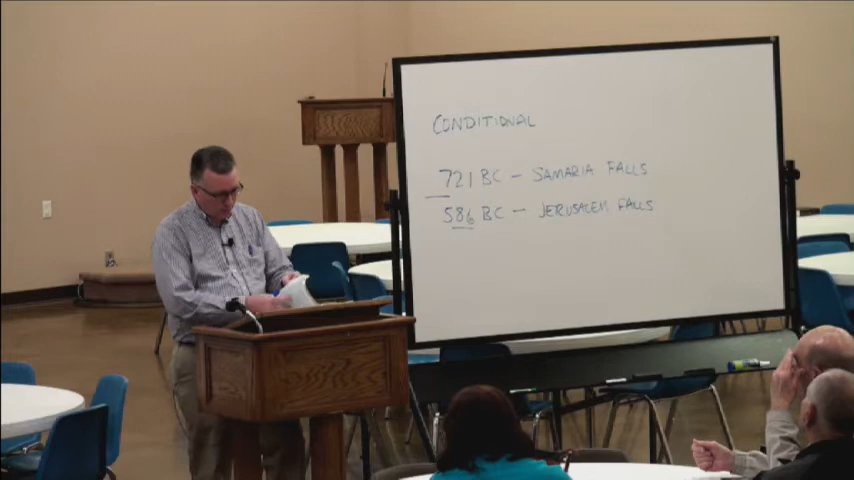 CONDITIONAL
721 BC – SAMARIA FALLS
586 BC – JERUSALEM FALLS